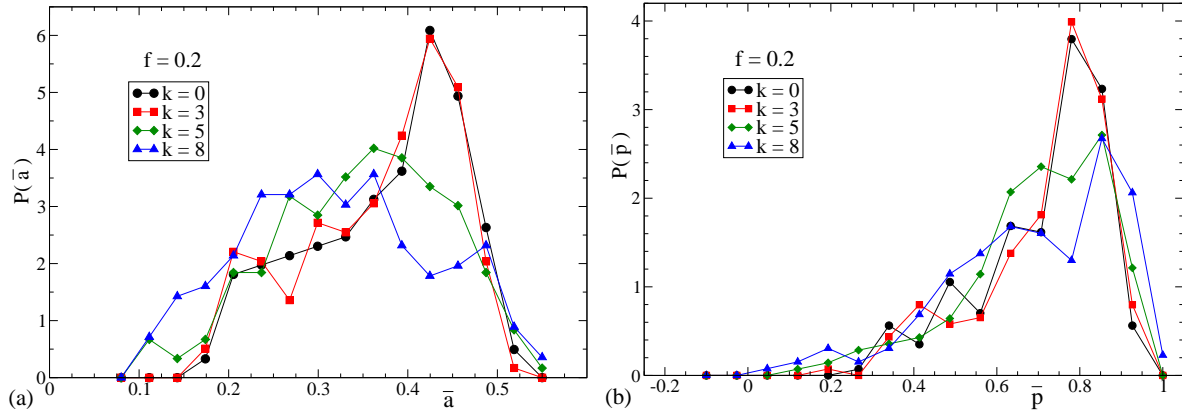 6
5
4
3
2
1
0
P(a̅)
f = 0.2
k = 0
k = 3
k = 5
k = 8
0
0.1
0.2
0.3
0.4
0.5
a̅
(a)
4
3
2
1
0
P(p̅)
f = 0.2
k = 0
k = 3
k = 5
k = 8
-0.2
0
0.2
0.4
0.6
0.8
1
p̅
(b)